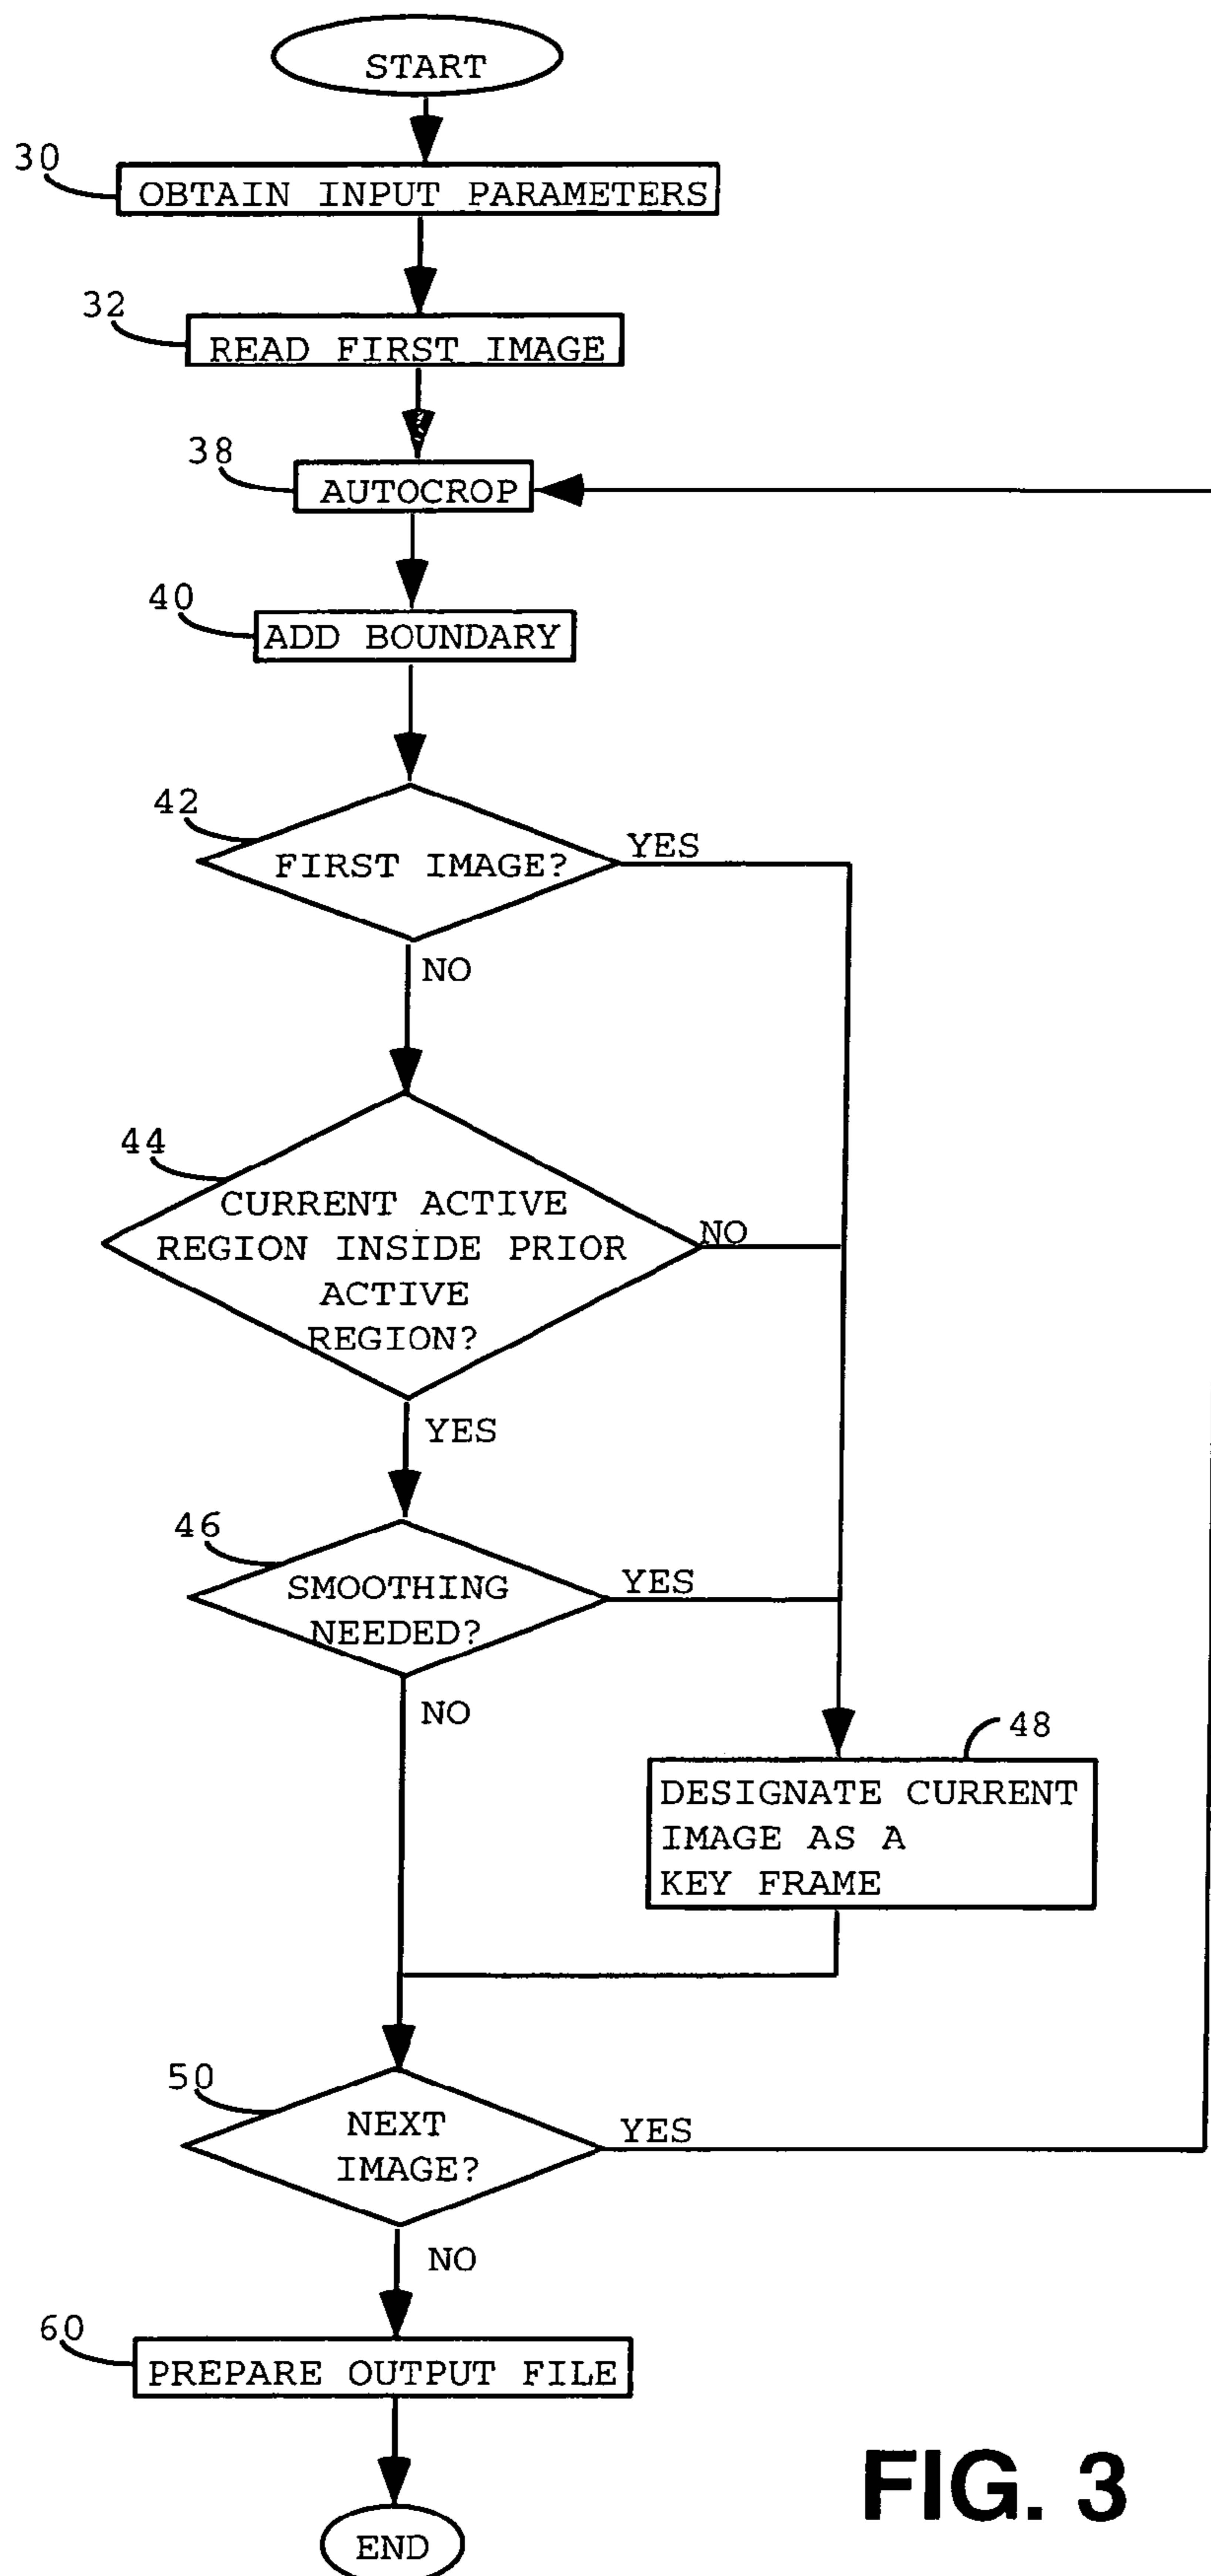 START
30
OBTAIN INPUT PARAMETERS
32
READ FIRST IMAGE
38
AUTOCROP
40
ADD BOUNDARY
42
FIRST IMAGE?
YES
NO
44
CURRENT ACTIVE
REGION INSIDE PRIOR
ACTIVE
REGION?
NO
YES
46
SMOOTHING
NEEDED?
YES
NO
48
DESIGNATE CURRENT
IMAGE AS A
KEY FRAME
50
NEXT
IMAGE?
YES
NO
60
PREPARE OUTPUT FILE
END
FIG. 3